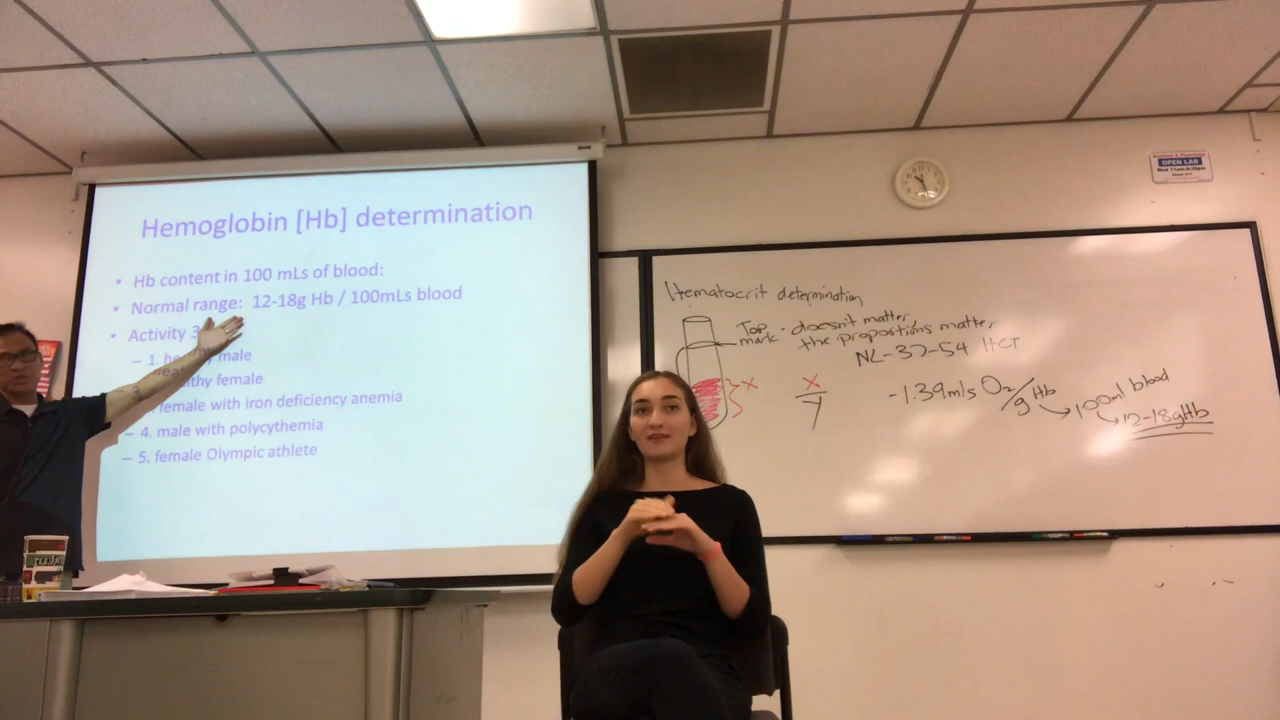 Hemoglobin [Hb] determination
• Hb content in 100 mLs of blood:
• Normal range: 12-18g Hb / 100mLs blood
• Activity 3
– 1. healthy male
healthy female
female with iron deficiency anemia
– 4. male with polycythemia
– 5. female Olympic athlete
Hematocrit determination
Top mark - doesn't matter,
the proportions matter,
NL-37-54 HCT
x
x
y
-1.39mls O2/gHb
100ml blood
12-18gHb
OPEN LAB